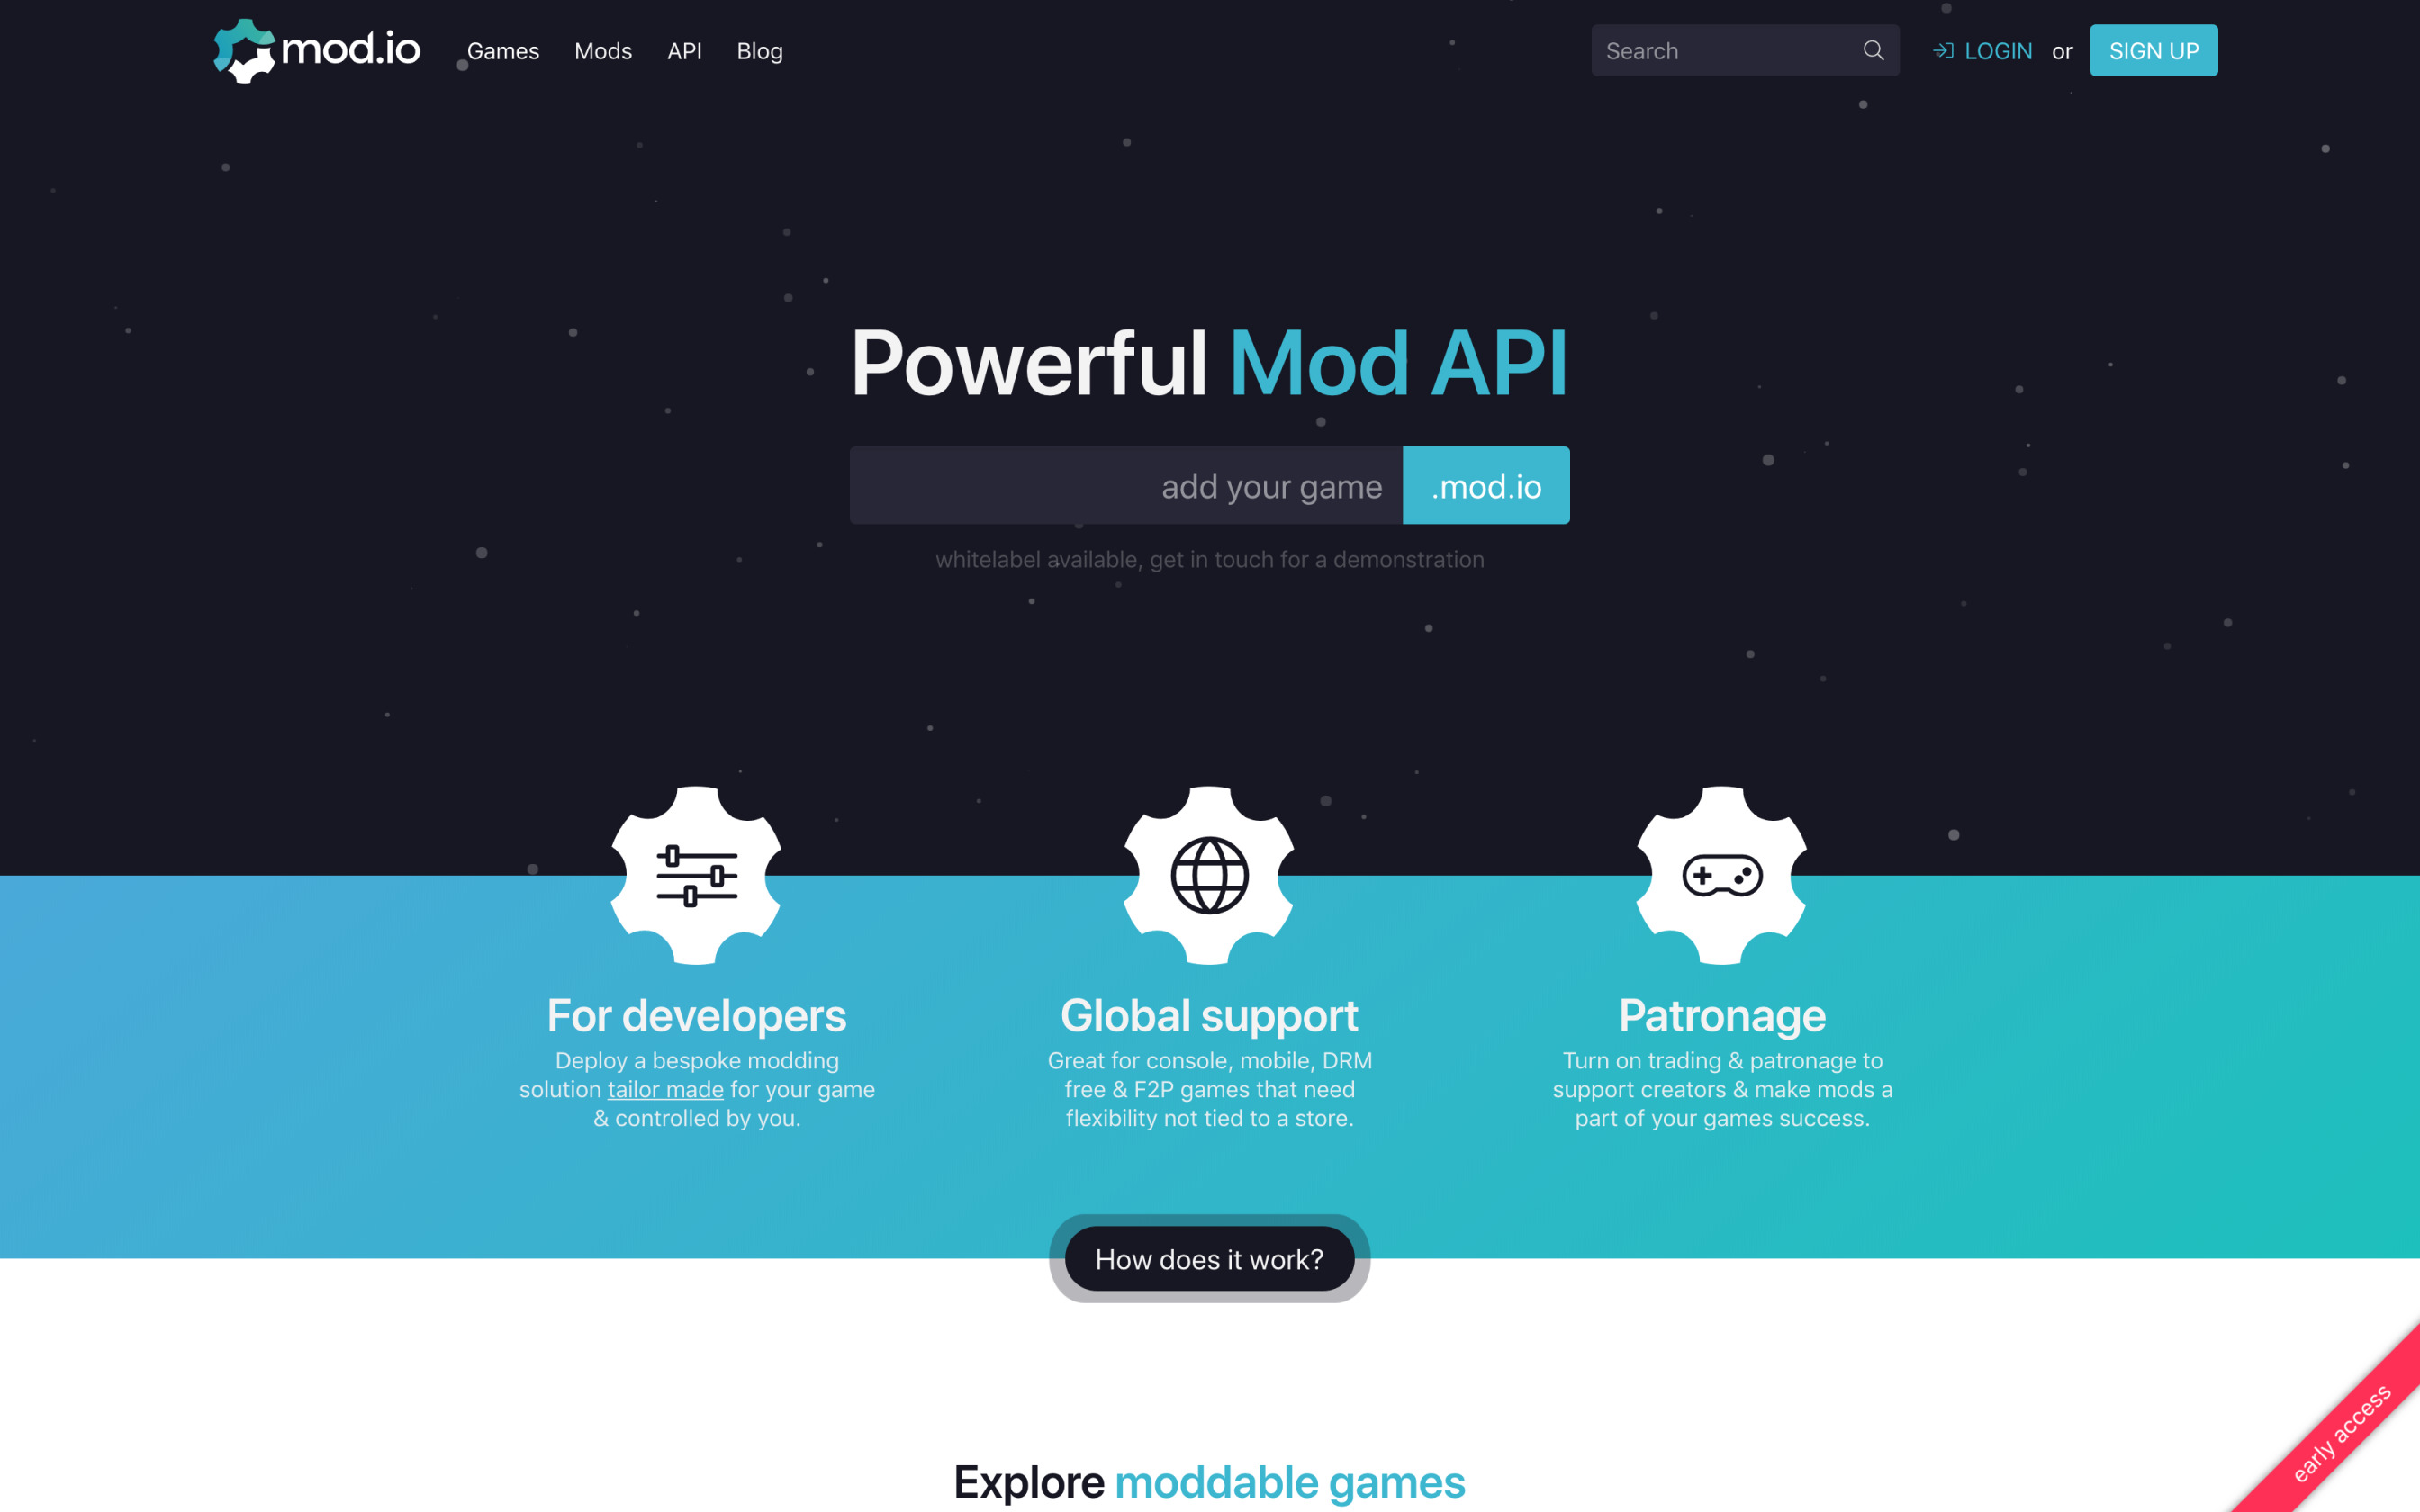 mod.io
Games Mods API Blog
Search
LOGIN or SIGN UP
Powerful Mod API
add your game .mod.io
whitelabel available, get in touch for a demonstration
For developers
Deploy a bespoke modding
solution tailor made for your game
& controlled by you.
Global support
Great for console, mobile, DRM
free & F2P games that need
flexibility not tied to a store.
Patronage
Turn on trading & patronage to
support creators & make mods a
part of your games success.
How does it work?
early access
Explore moddable games